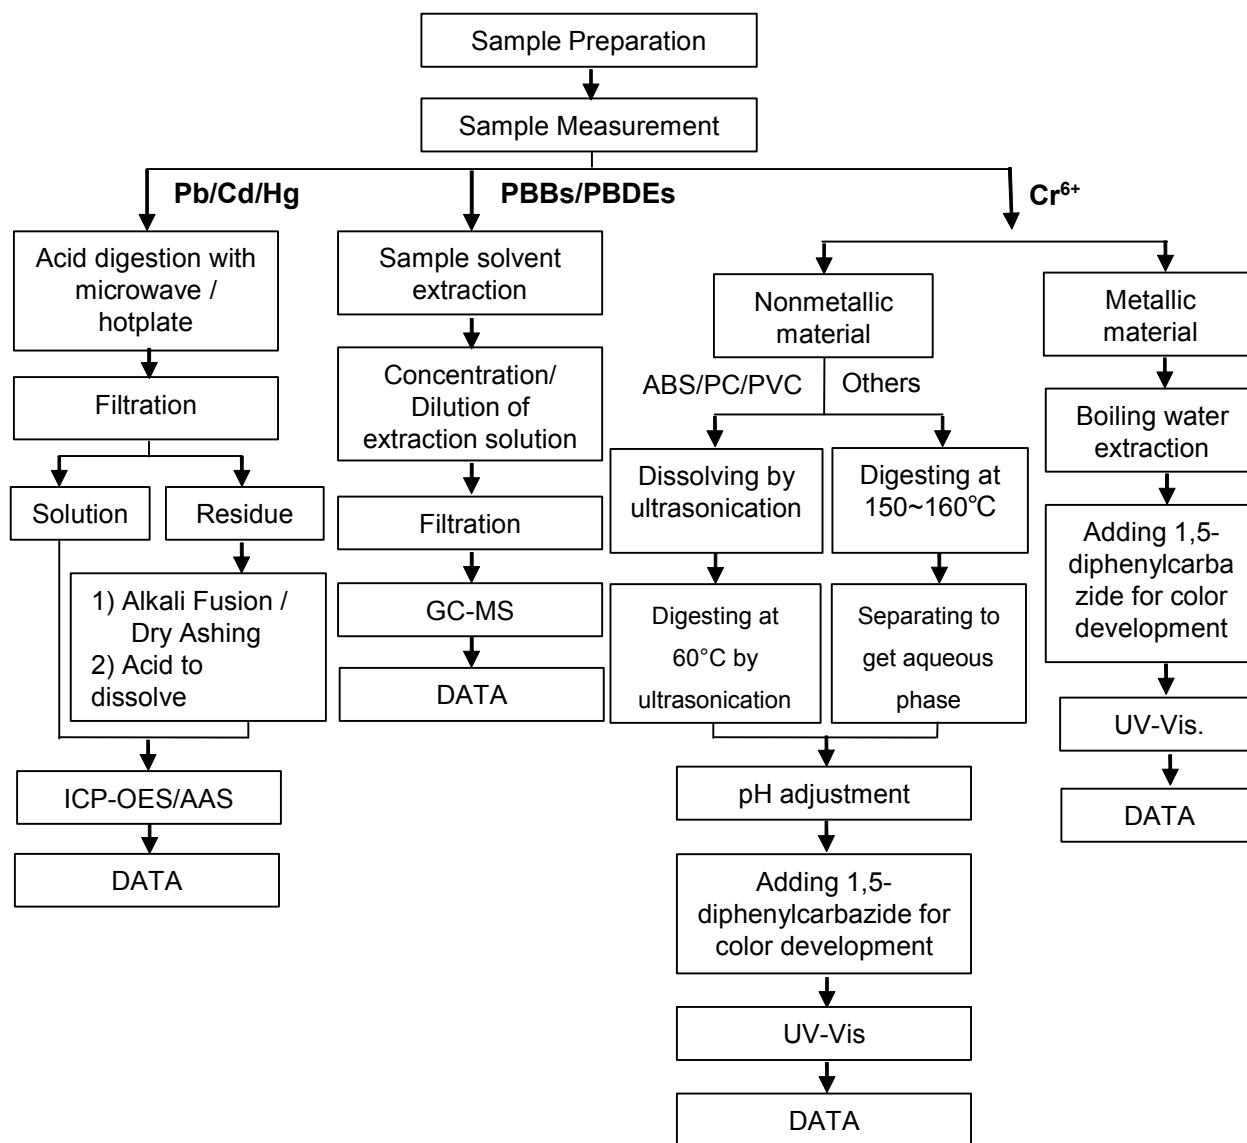 Sample Preparation
Sample Measurement
Pb/Cd/Hg
PBBs/PBDEs
Cr⁶⁺
Acid digestion with
microwave /
hotplate
Filtration
Solution
Residue
1) Alkali Fusion /
Dry Ashing
2) Acid to
dissolve
ICP-OES/AAS
DATA
Sample solvent
extraction
Concentration/
Dilution of
extraction solution
Filtration
GC-MS
DATA
Nonmetallic
material
ABS/PC/PVC
Others
Dissolving by
ultrasonication
Digesting at
60°C by
ultrasonication
Digesting at
150~160℃
Separating to
get aqueous
phase
pH adjustment
Adding 1,5-
diphenylcarbazide for
color development
UV-Vis
DATA
Metallic
material
Boiling water
extraction
Adding 1,5-
diphenylcarba
zide for color
development
UV-Vis.
DATA